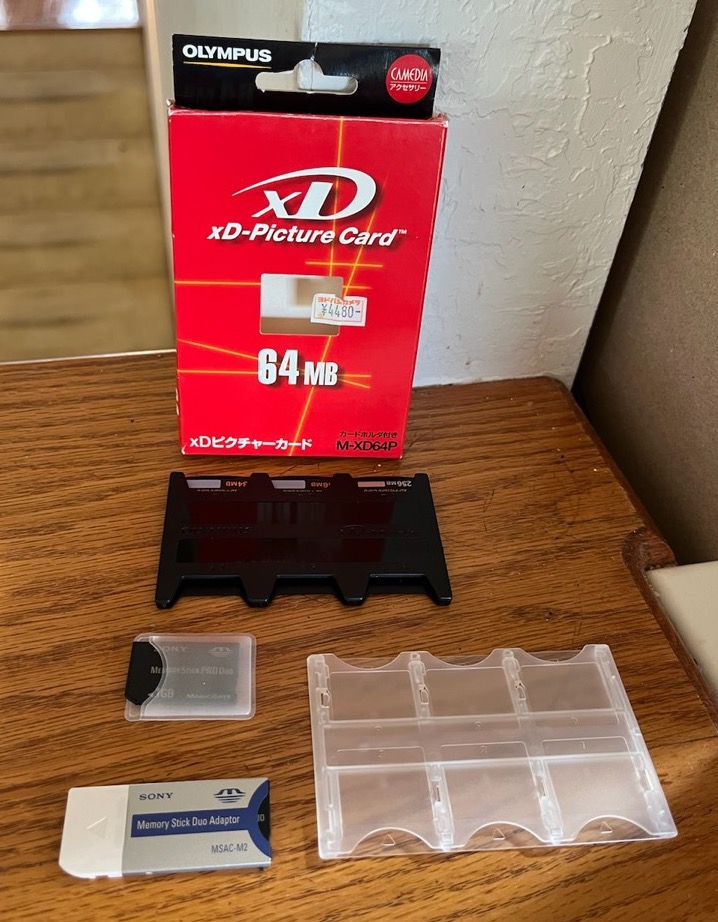 OLYMPUS
CAMEDIA
アクセサリー
xD
xD-Picture Card™
ヨドバシカメラ
¥4480-
64MB
カードホルダ付き
xDピクチャーカード
M-XD64P
256MB
SONY
Memory Stick PRO Duo
1GB
MagicGate
SONY
Memory Stick Duo Adaptor
MSAC-M2